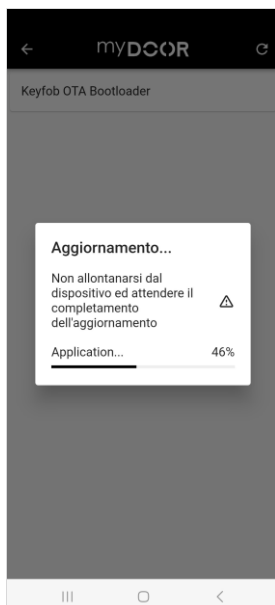 myDOOR
Keyfob OTA Bootloader
Aggiornamento...
Non allontanarsi dal
dispositivo ed attendere il
completamento
dell'aggiornamento
Application... 46%